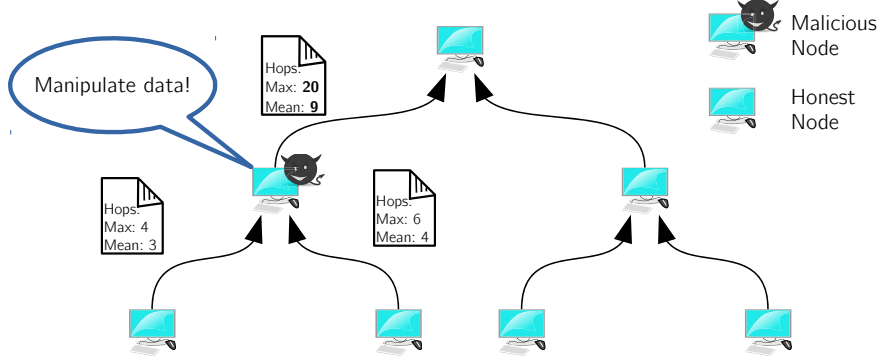 Malicious
Node
Honest
Node
Manipulate data!
Hops:
Max: 20
Mean: 9
Hops:
Max: 4
Mean: 3
Hops:
Max: 6
Mean: 4